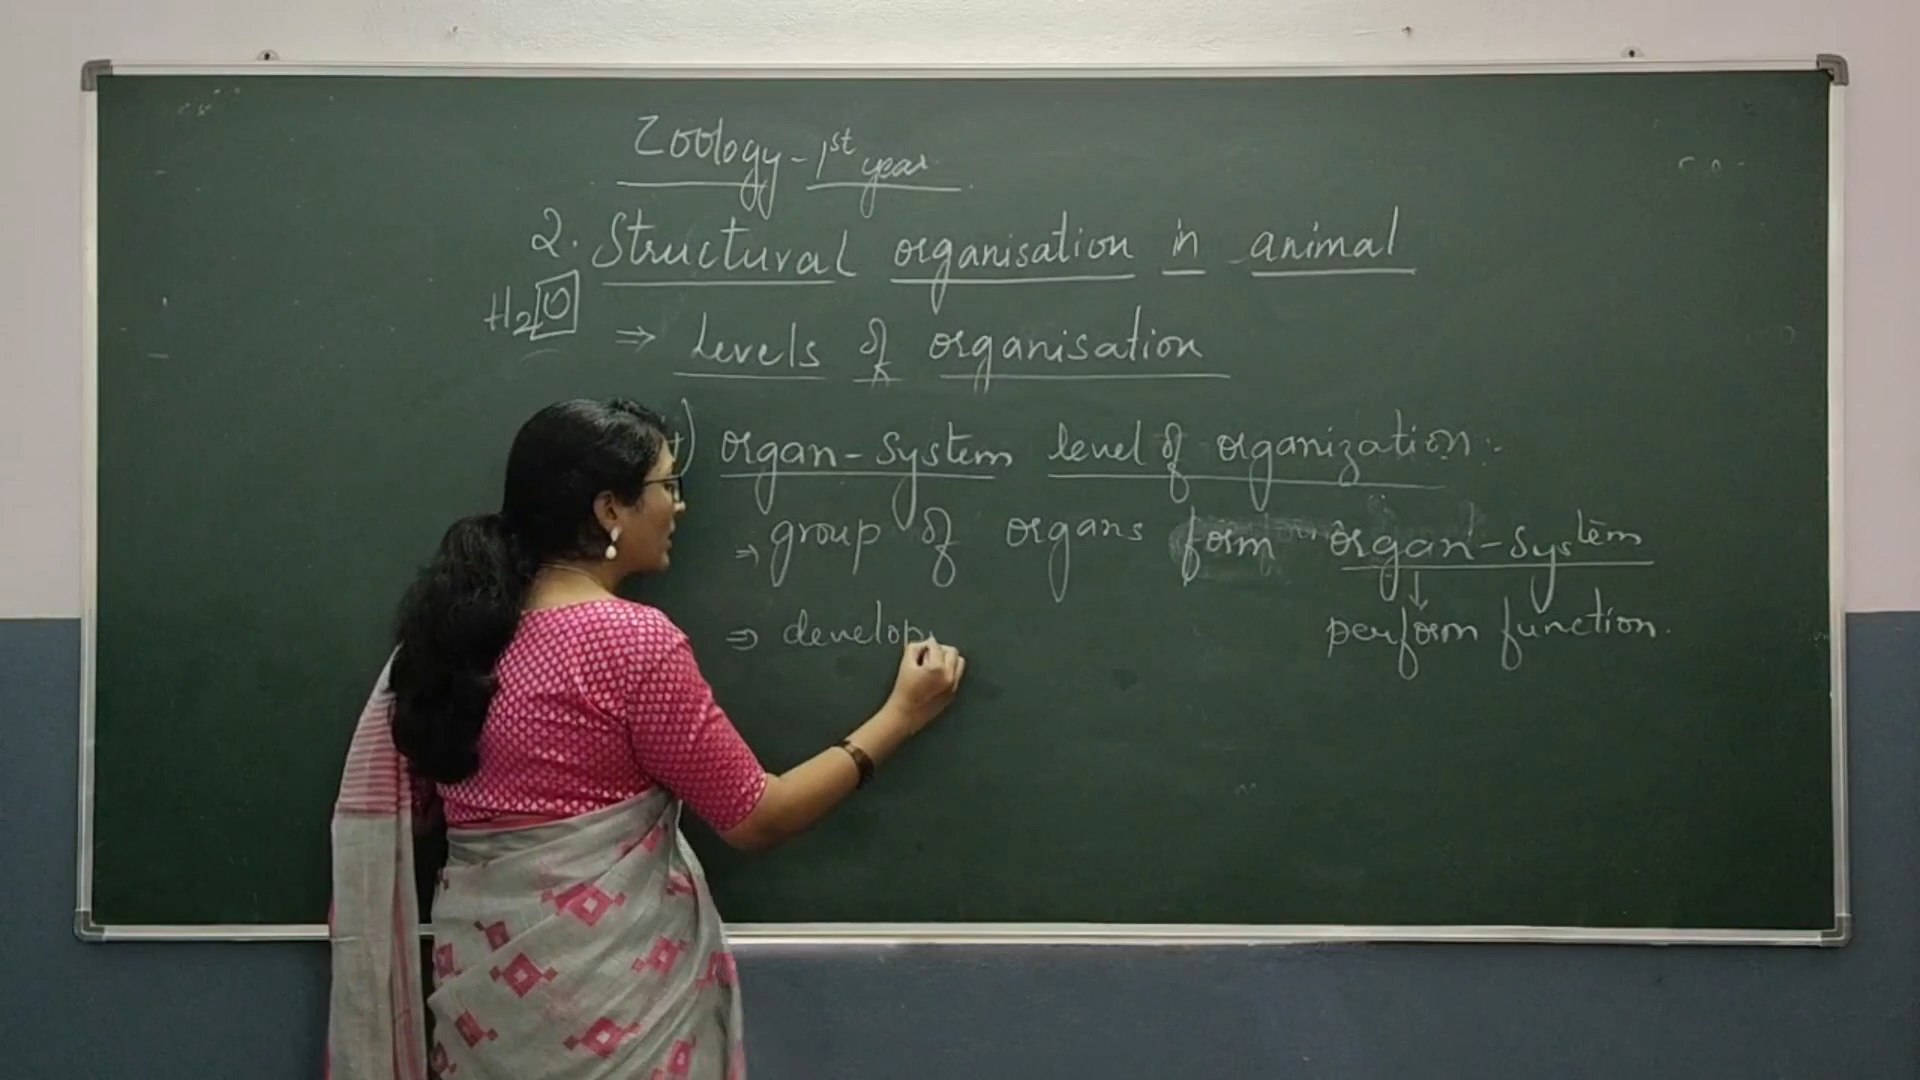 Zoology - 1st year
2. Structural organisation in animal
H2O
⇒ Levels of organisation
organ-system level of organization:-
⇒ group of organs form organ-system
↓
perform function.
⇒ develop